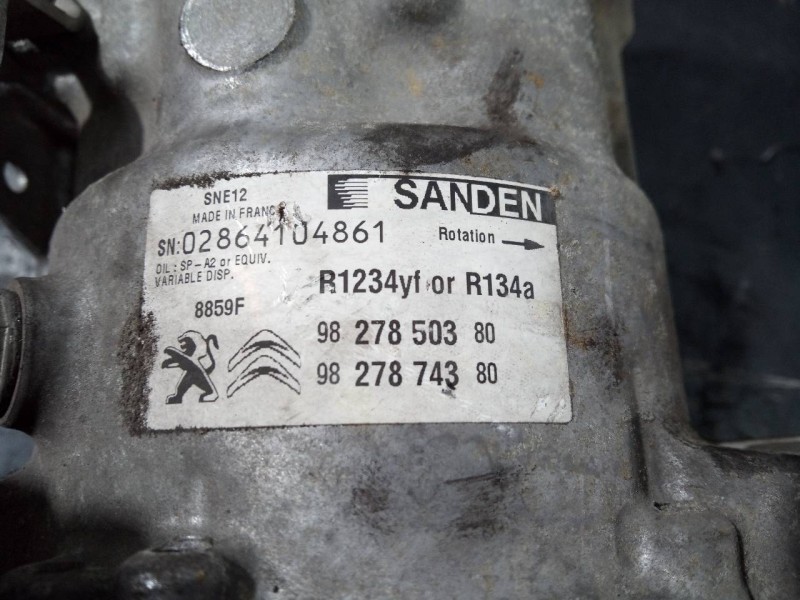 SNE12
MADE IN FRANCE
SANDEN
SN:02864104861
Rotation
OIL : SP-A2 or EQUIV.
VARIABLE DISP.
R1234yf or R134a
8859F
98 278 503 80
98 278 743 80